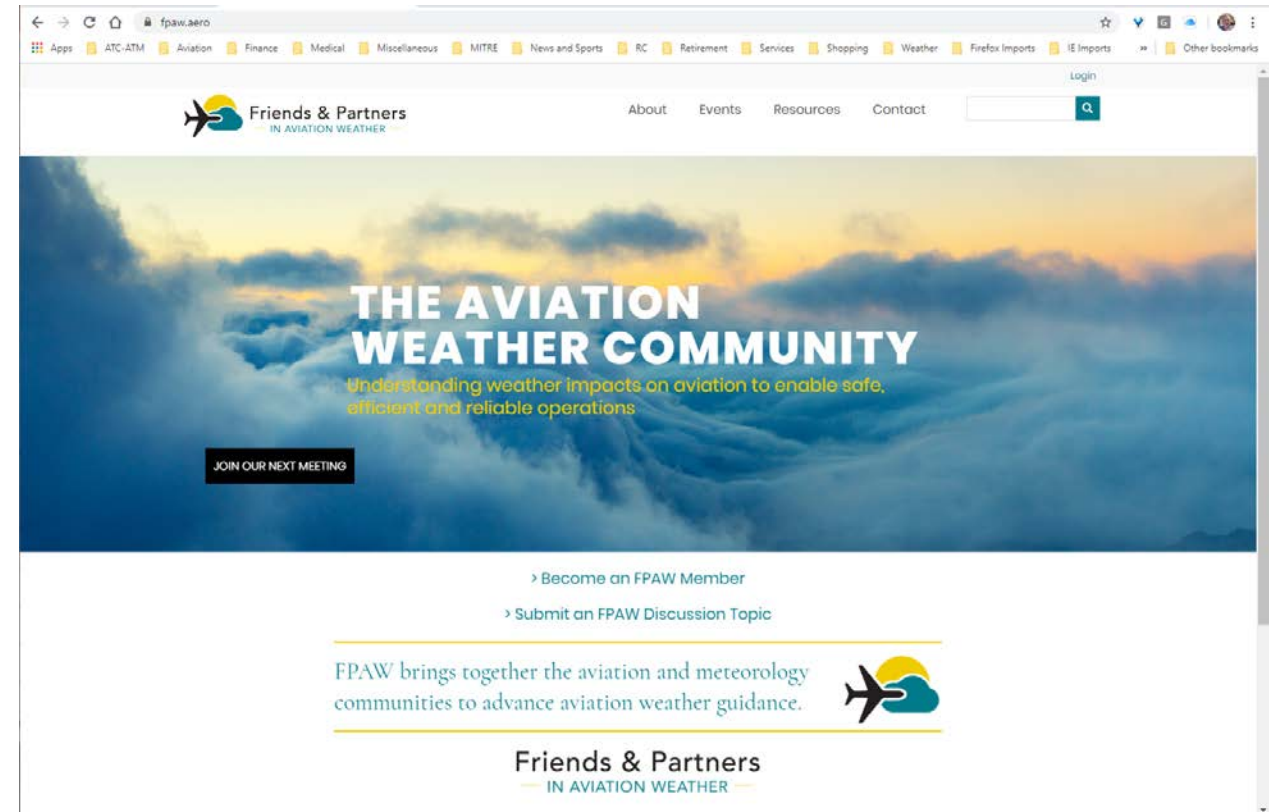 fpaw.aero
Apps ATC-ATM Aviation Finance Medical Miscellaneous MITRE News and Sports RC Retirement Services Shopping Weather Firefox Imports IE Imports » Other bookmarks
Login
Friends & Partners
IN AVIATION WEATHER
About Events Resources Contact
THE AVIATION
WEATHER COMMUNITY
Understanding weather impacts on aviation to enable safe,
efficient and reliable operations
JOIN OUR NEXT MEETING
> Become an FPAW Member
> Submit an FPAW Discussion Topic
FPAW brings together the aviation and meteorology
communities to advance aviation weather guidance.
Friends & Partners
IN AVIATION WEATHER